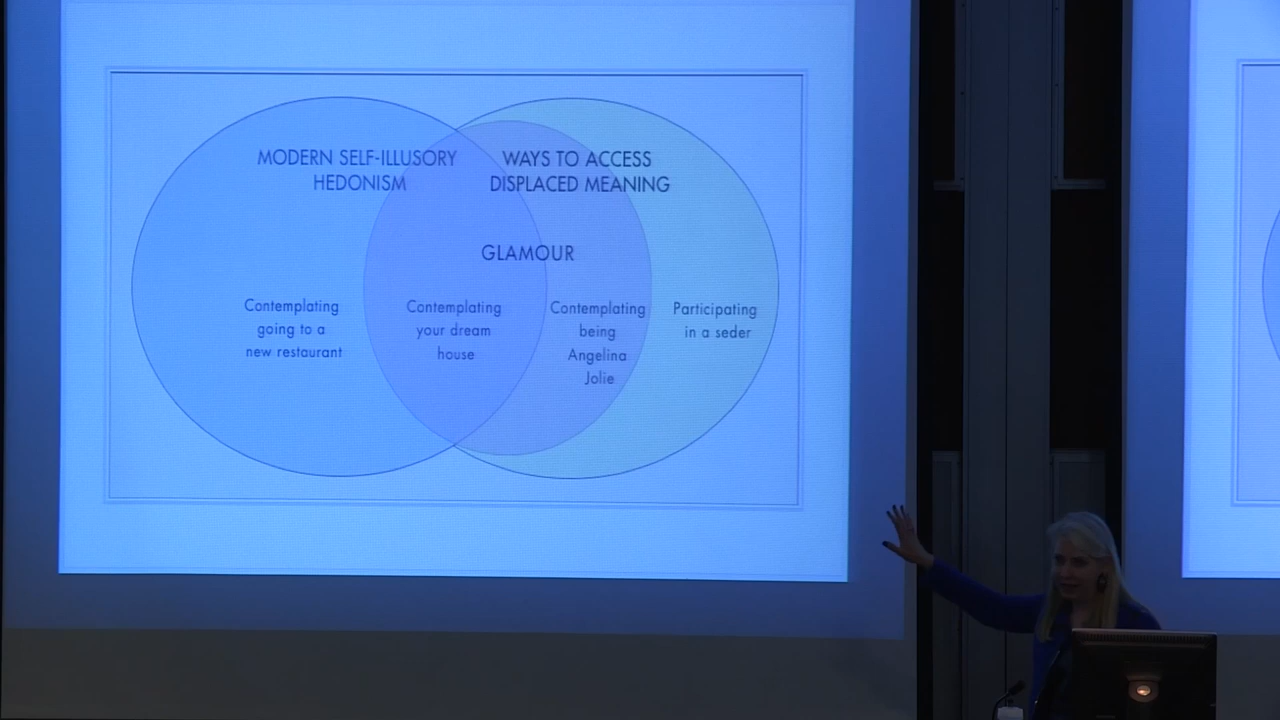 MODERN SELF-ILLUSORY
HEDONISM
WAYS TO ACCESS
DISPLACED MEANING
GLAMOUR
Contemplating
going to a
new restaurant
Contemplating
your dream
house
Contemplating
being
Angelina
Jolie
Participating
in a seder